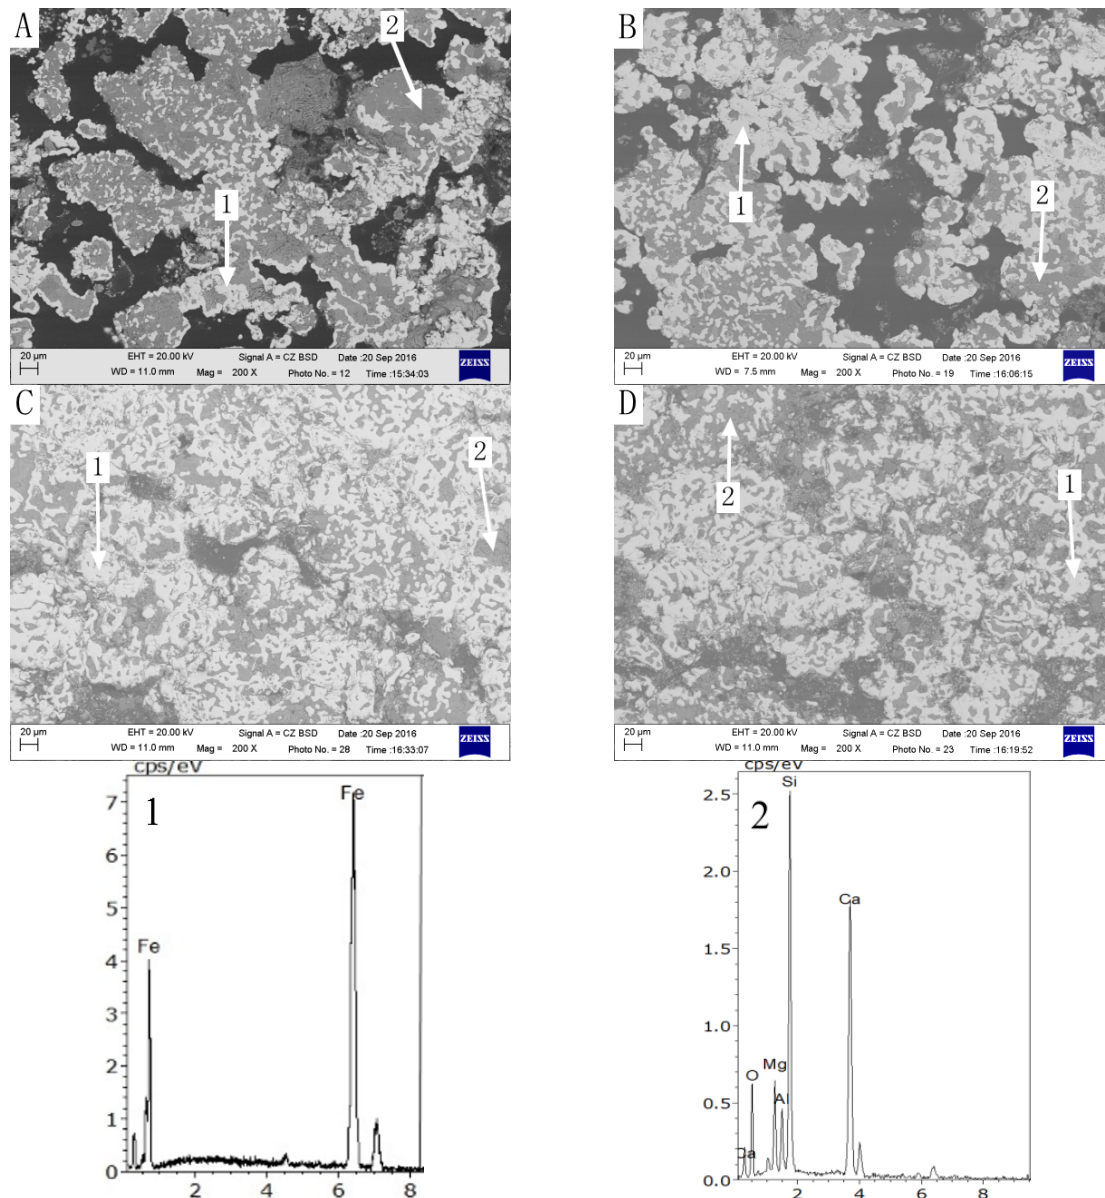 A
2
1
20 µm
EHT = 20.00 kV
Signal A = CZ BSD
Date :20 Sep 2016
WD = 11.0 mm
Mag = 200 X
Photo No. = 12
Time :15:34:03
ZEISS
B
1
2
20 µm
EHT = 20.00 kV
Signal A = CZ BSD
Date :20 Sep 2016
WD = 7.5 mm
Mag = 200 X
Photo No. = 19
Time :16:06:15
ZEISS
C
1
2
20 µm
EHT = 20.00 kV
Signal A = CZ BSD
Date :20 Sep 2016
WD = 11.0 mm
Mag = 200 X
Photo No. = 28
Time :16:33:07
ZEISS
D
2
1
20 µm
EHT = 20.00 kV
Signal A = CZ BSD
Date :20 Sep 2016
WD = 11.0 mm
Mag = 200 X
Photo No. = 23
Time :16:19:52
ZEISS
cps/eV
1
Fe
Fe
7
6
5
4
3
2
1
0
2
4
6
8
cps/eV
2
Si
Ca
O
Mg
Al
2.5
2.0
1.5
1.0
0.5
0.0
2
4
6
8